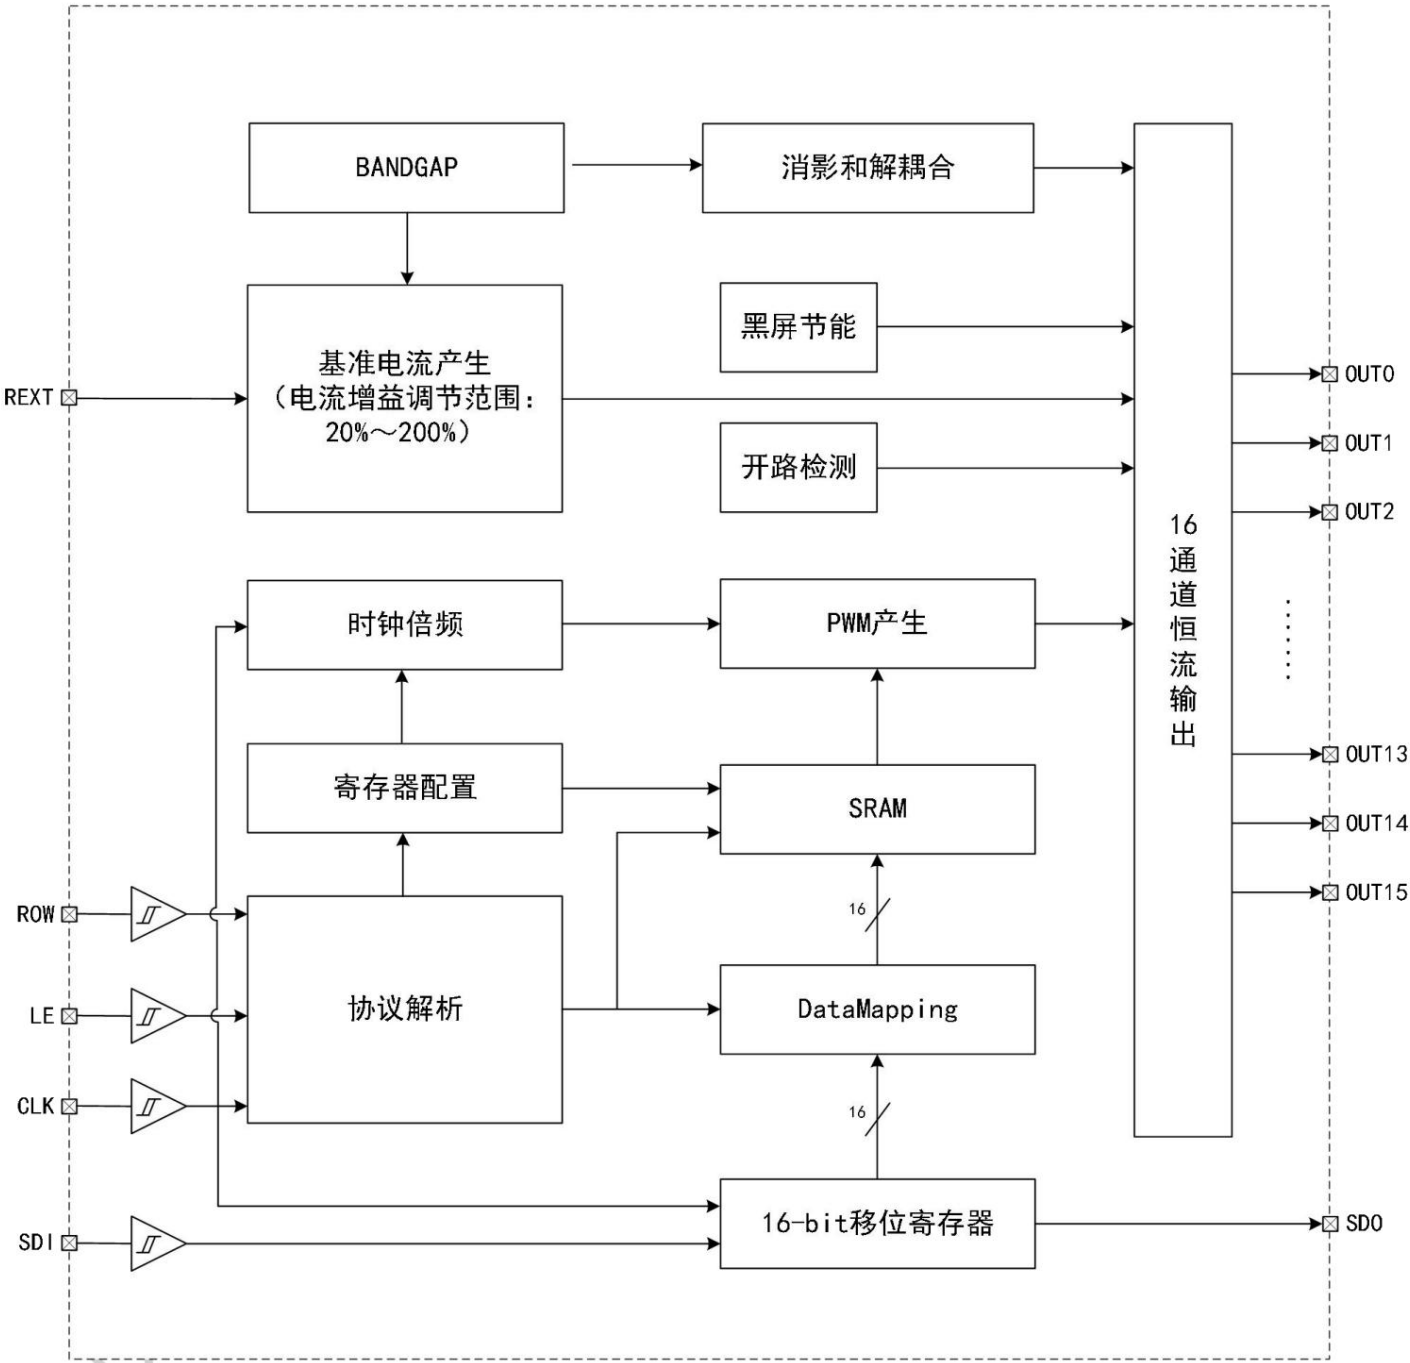 BANDGAP
消影和解耦合
黑屏节能
基准电流产生
（电流增益调节范围：
20%～200%）
REXT
开路检测
OUT0
OUT1
OUT2
16
通
道
恒
流
输
出
时钟倍频
PWM产生
......
寄存器配置
SRAM
OUT13
OUT14
OUT15
ROW
16
LE
协议解析
DataMapping
CLK
16
SDI
16-bit移位寄存器
SDO